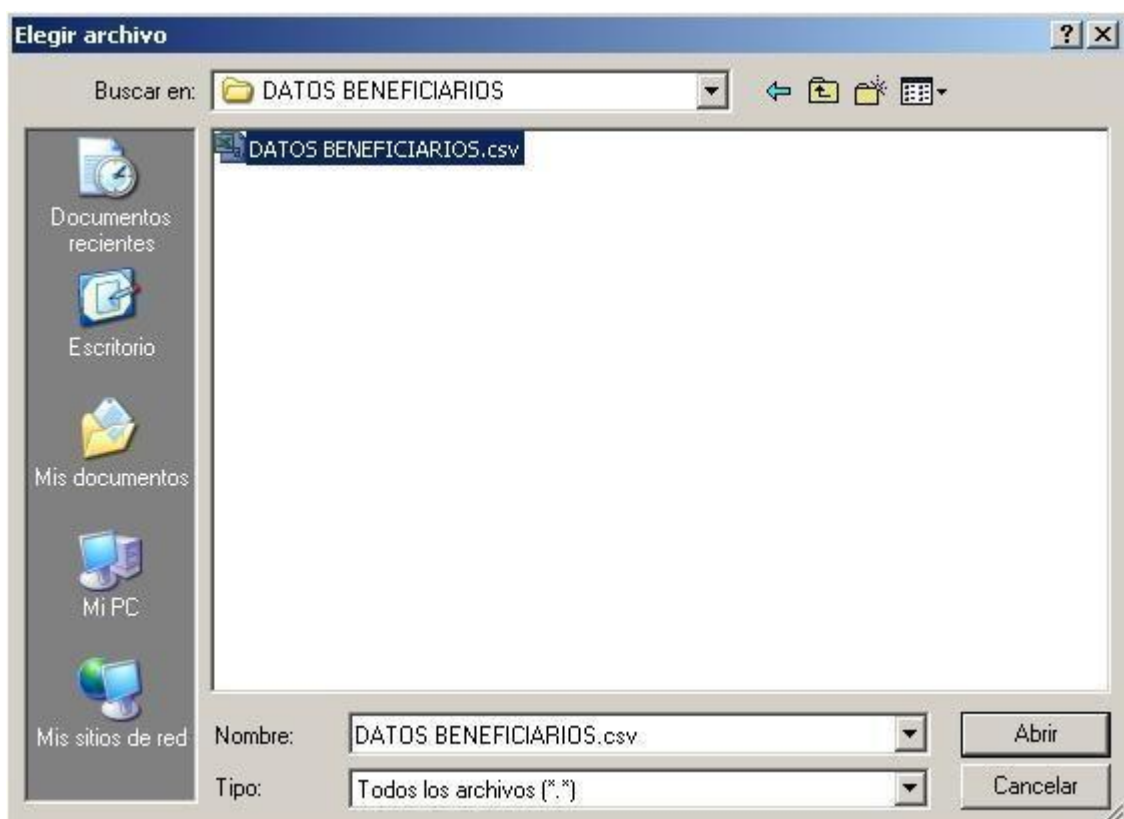 Elegir archivo
Buscar en: DATOS BENEFICIARIOS
DATOS BENEFICIARIOS.csv
Documentos
recientes
Escritorio
Mis documentos
Mi PC
Mis sitios de red
Nombre: DATOS BENEFICIARIOS.csv Abrir
Tipo: Todos los archivos (*.*) Cancelar